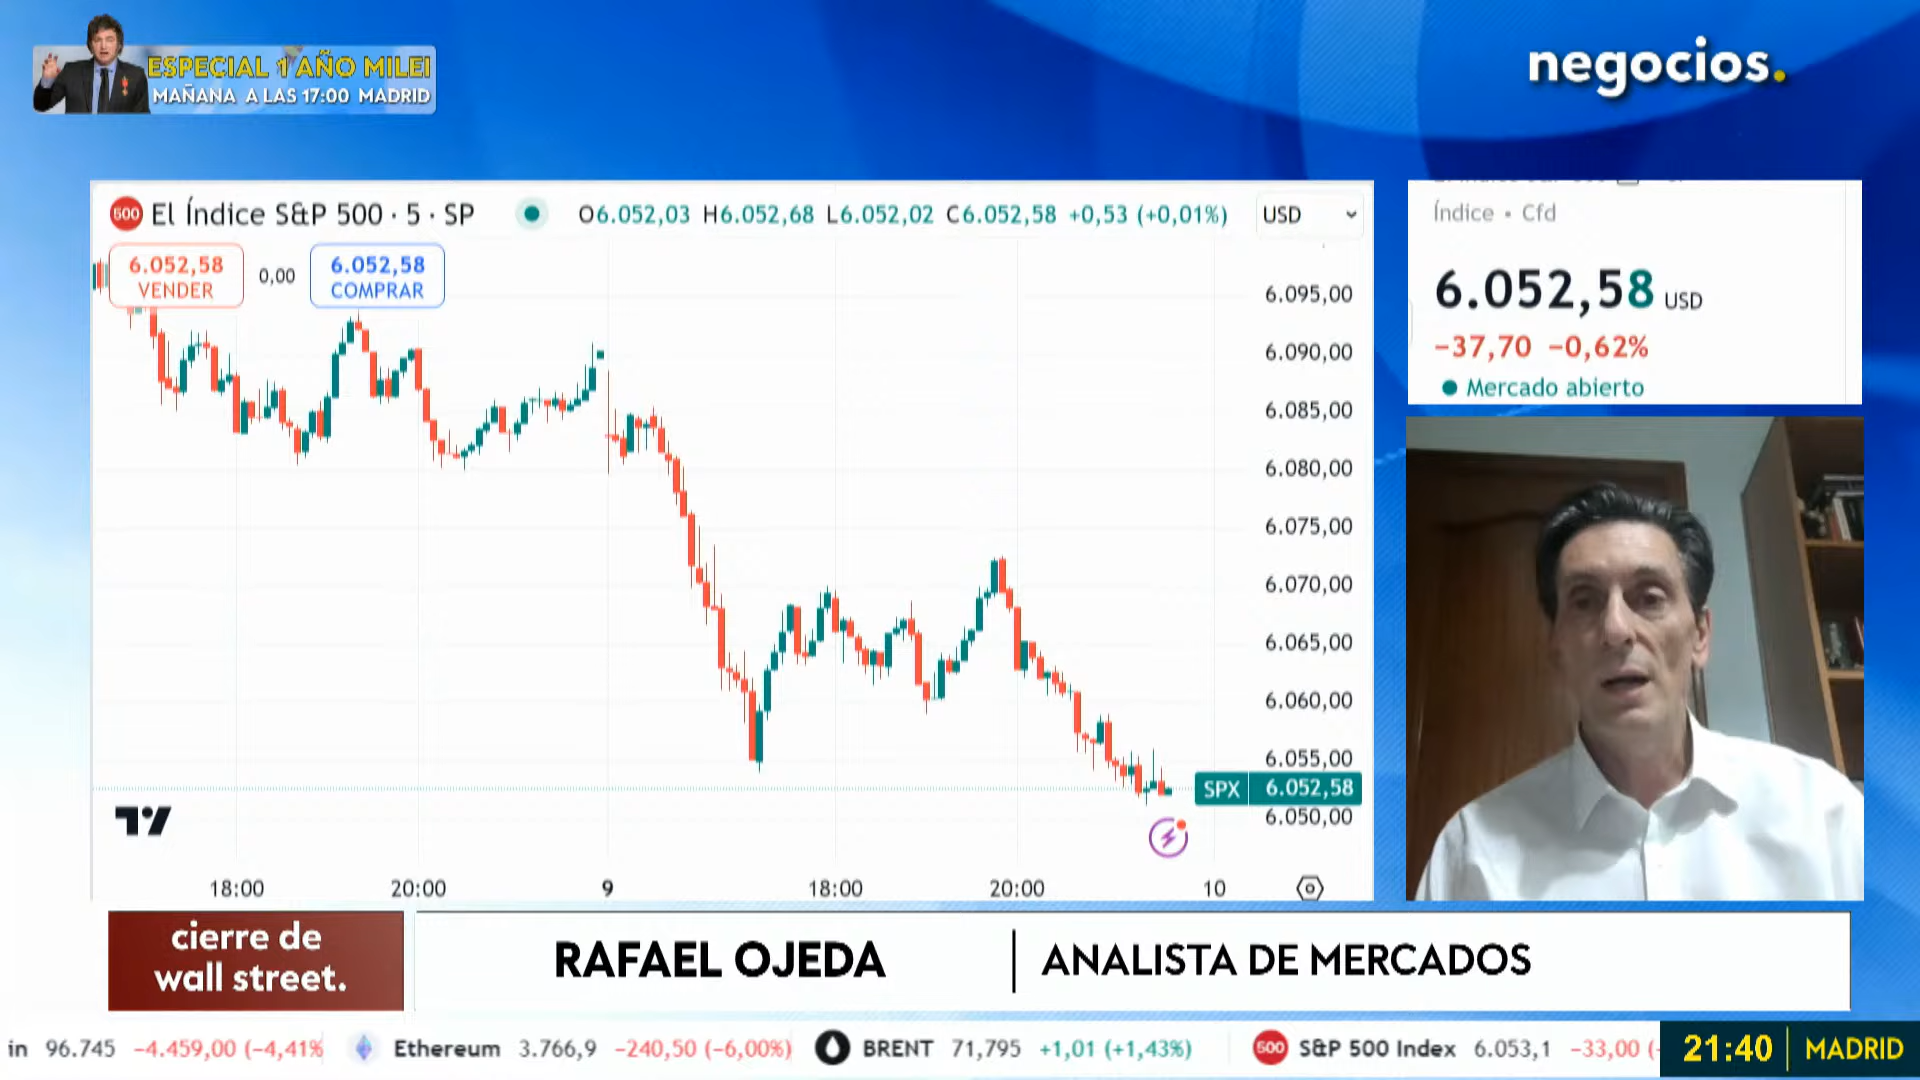 ESPECIAL 1 AÑO MILEI
MAÑANA A LAS 17:00 MADRID
negocios.
500 El Índice S&P 500 · 5 · SP
O6.052,03 H6.052,68 L6.052,02 C6.052,58 +0,53 (+0,01%)
USD
6.052,58
VENDER
0,00
6.052,58
COMPRAR
6.095,00
6.090,00
6.085,00
6.080,00
6.075,00
6.070,00
6.065,00
6.060,00
6.055,00
SPX 6.052,58
6.050,00
18:00 20:00 9 18:00 20:00 10
Índice • Cfd
6.052,58 USD
−37,70 −0,62%
Mercado abierto
cierre de
wall street.
RAFAEL OJEDA
ANALISTA DE MERCADOS
in 96.745 −4.459,00 (−4,41% Ethereum 3.766,9 −240,50 (−6,00%) BRENT 71,795 +1,01 (+1,43%) 500 S&P 500 Index 6.053,1 −33,00 (-
21:40 MADRID